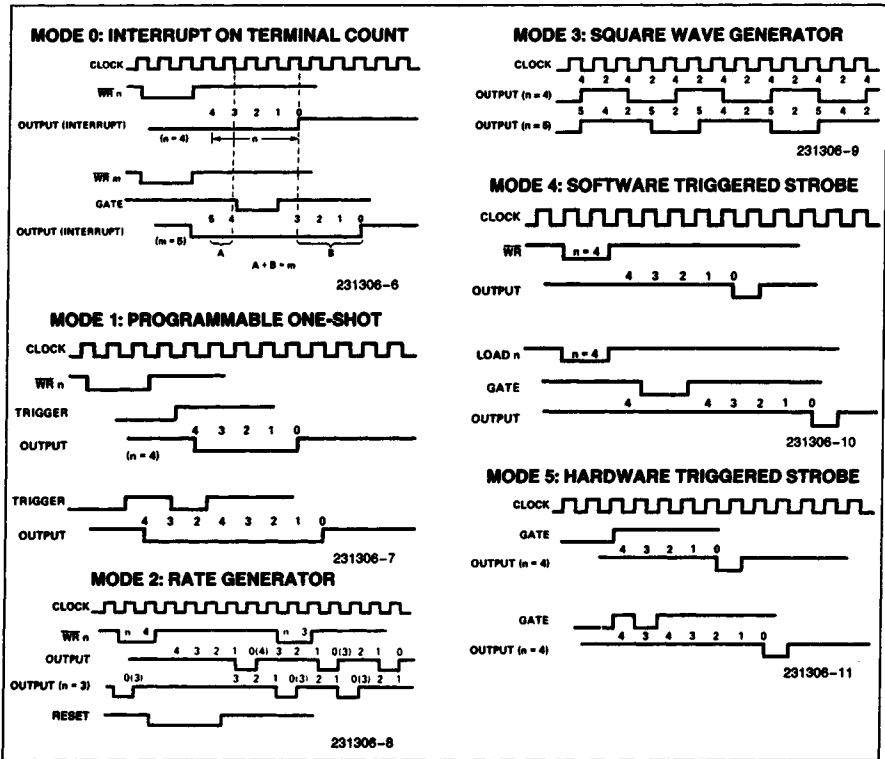 MODE 0: INTERRUPT ON TERMINAL COUNT
CLOCK
WR n
4 3 2 1 0
OUTPUT (INTERRUPT)
(n = 4) n
WR m
GATE
5 4 3 2 1 0
OUTPUT (INTERRUPT)
(m = 5) A B
A + B = m
231306-6
MODE 1: PROGRAMMABLE ONE-SHOT
CLOCK
WR n
TRIGGER
4 3 2 1 0
OUTPUT
(n = 4)
TRIGGER
4 3 2 4 3 2 1 0
OUTPUT
231306-7
MODE 2: RATE GENERATOR
CLOCK
WR n n 4 n 3
4 3 2 1 0(4) 3 2 1 0(3) 2 1 0
OUTPUT
0(3) 3 2 1 0(3) 2 1 0(3) 2 1
OUTPUT (n = 3)
RESET
231306-8
MODE 3: SQUARE WAVE GENERATOR
CLOCK
4 2 4 2 4 2 4 2 4 2 4 2 4
OUTPUT (n = 4)
5 4 2 5 2 5 4 2 5 2 5 4 2
OUTPUT (n = 5)
231306-9
MODE 4: SOFTWARE TRIGGERED STROBE
CLOCK
WR n = 4
4 3 2 1 0
OUTPUT
LOAD n n = 4
GATE
4 4 3 2 1 0
OUTPUT
231306-10
MODE 5: HARDWARE TRIGGERED STROBE
CLOCK
GATE
4 3 2 1 0
OUTPUT (n = 4)
GATE
4 3 4 3 2 1 0
OUTPUT (n = 4)
231306-11